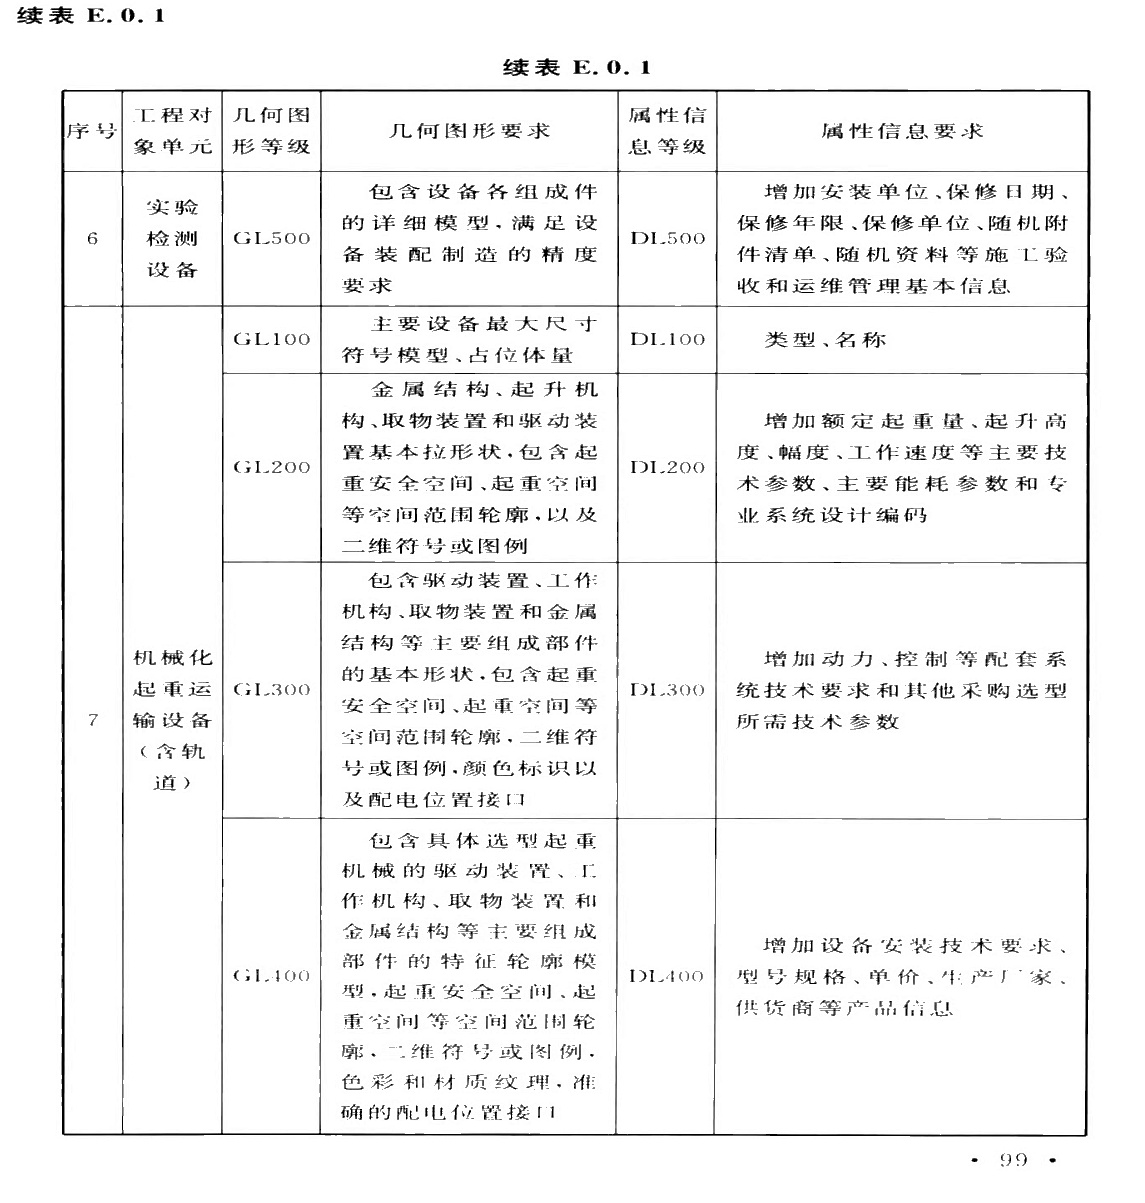 续表 E.0.1
续表 E.0.1
序号
工程对
象单元
几何图
形等级
几何图形要求
属性信
息等级
属性信息要求
6
实验
检测
设备
GL500
包含设备各组成件
的详细模型,满足设
备装配制造的精度
要求
DL500
增加安装单位、保修日期、
保修年限、保修单位、随机附
件清单、随机资料等施工验
收和运维管理基本信息
7
机械化
起重运
输设备
(含轨
道)
GL100
主要设备最大尺寸
符号模型、占位体量
DL100
类型、名称
GL200
金属结构、起升机
构、取物装置和驱动装
置基本拉形状,包含起
重安全空间、起重空间
等空间范围轮廓,以及
二维符号或图例
DL200
增加额定起重量、起升高
度、幅度、工作速度等主要技
术参数、主要能耗参数和专
业系统设计编码
GL300
包含驱动装置、工作
机构、取物装置和金属
结构等主要组成部件
的基本形状,包含起重
安全空间、起重空间等
空间范围轮廓,二维符
号或图例,颜色标识以
及配电位置接口
DL300
增加动力、控制等配套系
统技术要求和其他采购选型
所需技术参数
GL400
包含具体选型起重
机械的驱动装置、工
作机构、取物装置和
金属结构等主要组成
部件的特征轮廓模
型,起重安全空间、起
重空间等空间范围轮
廓,二维符号或图例,
色彩和材质纹理,准
确的配电位置接口
DL400
增加设备安装技术要求、
型号规格、单价、生产厂家、
供货商等产品信息
· 99 ·